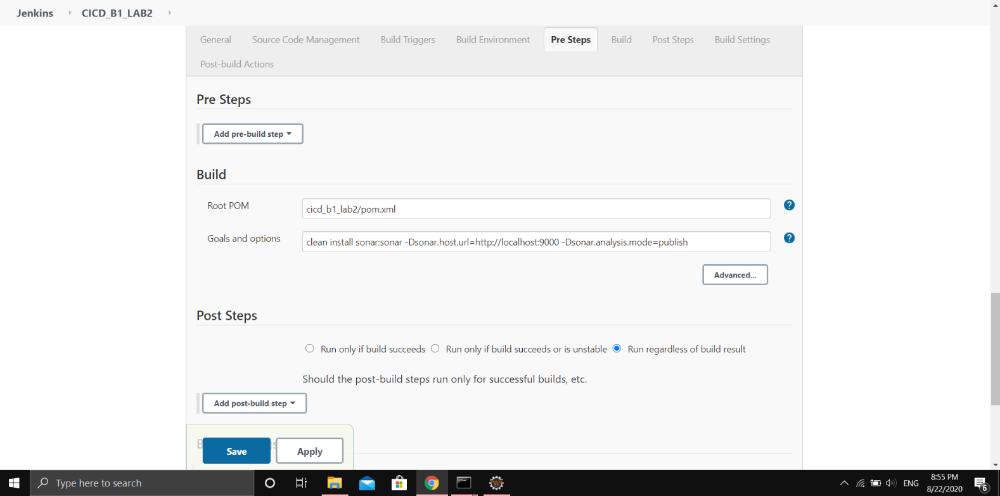 Jenkins CICD_B1_LAB2
General Source Code Management Build Triggers Build Environment Pre Steps Build Post Steps Build Settings
Post-build Actions
Pre Steps
Add pre-build step
Build
Root POM cicd_b1_lab2/pom.xml ?
Goals and options clean install sonar:sonar -Dsonar.host.url=http://localhost:9000 -Dsonar.analysis.mode=publish ?
Advanced...
Post Steps
Run only if build succeeds Run only if build succeeds or is unstable Run regardless of build result
Should the post-build steps run only for successful builds, etc.
Add post-build step
Save Apply
Type here to search
ENG
8:55 PM
8/22/2020
6